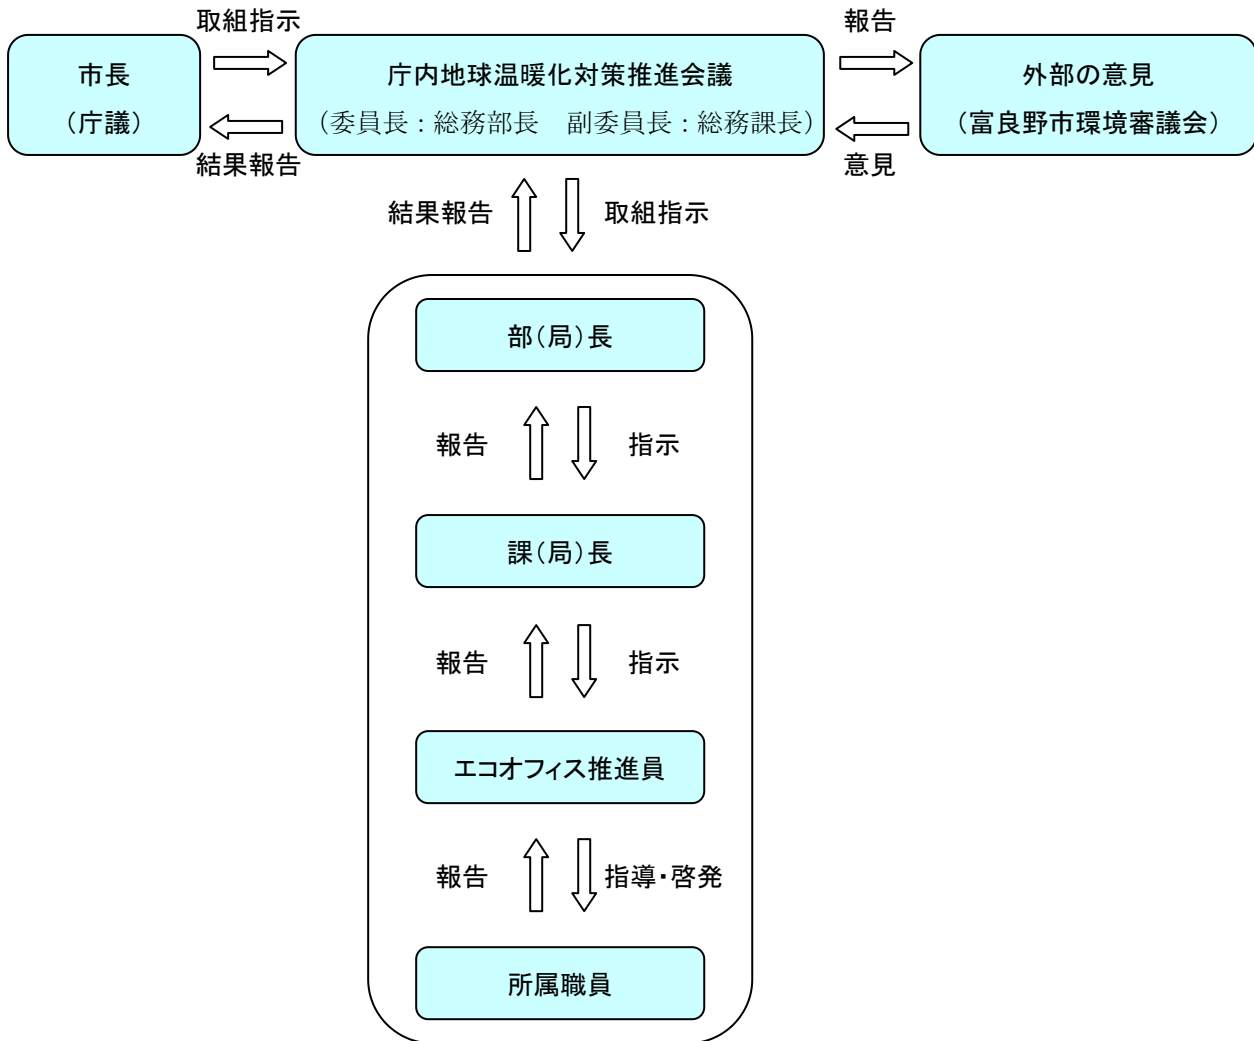 取組指示
報告
市長
（庁議）
庁内地球温暖化対策推進会議
（委員長：総務部長　副委員長：総務課長）
外部の意見
（富良野市環境審議会）
結果報告
意見
結果報告
取組指示
部（局）長
報告
指示
課（局）長
報告
指示
エコオフィス推進員
報告
指導・啓発
所属職員